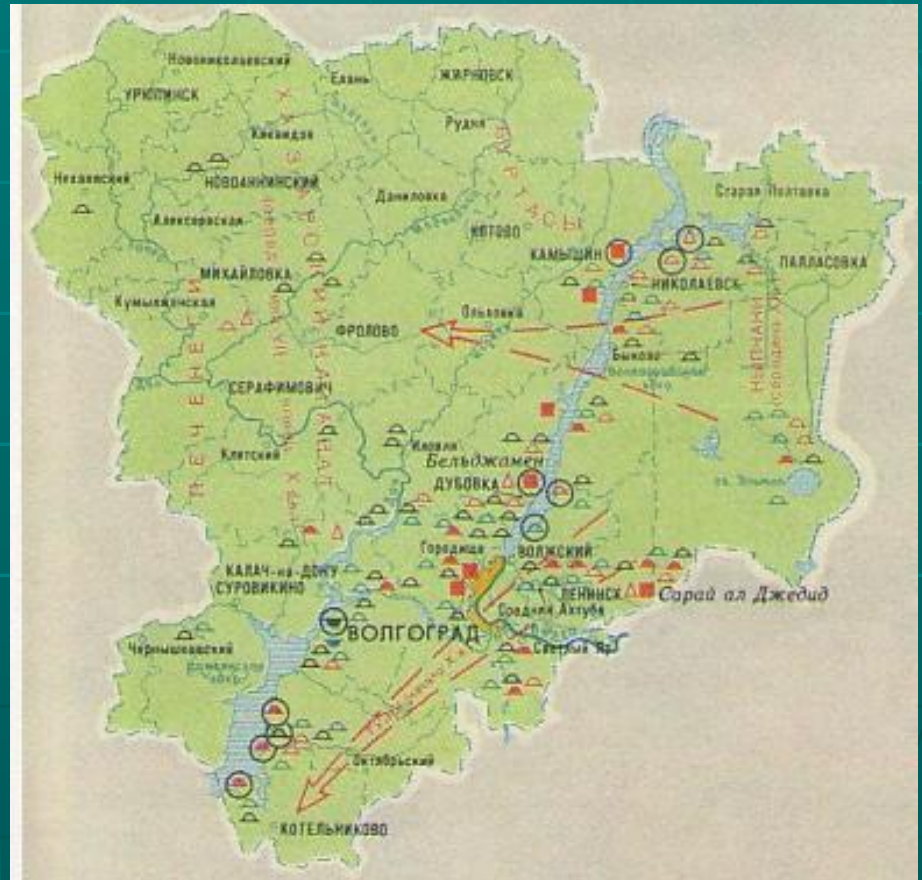 Новониколаевский
Елань
ЖИРНОВСК
УРЮПИНСК
Рудня
Киквидзе
Нехаевский
НОВОАННИНСКИЙ
Даниловка
Старая Полтавка
Алексеевская
КОТОВО
БУРТАСЫ
КАМЫШИН
ПАЛЛАСОВКА
МИХАЙЛОВКА
НИКОЛАЕВСК
Кумылженская
Ольховка
ФРОЛОВО
Быково
СЕРАФИМОВИЧ
ПЕЧЕНЕГИ
ХАЗАРСКИЙ КАГАНАТ
Клетский
Иловля
Бельджамен
ДУБОВКА
оз. Эльтон
Городище
ВОЛЖСКИЙ
КАЛАЧ-на-ДОНУ
СУРОВИКИНО
ЛЕНИНСК
Сарай ал Джедид
Средняя Ахтуба
ВОЛГОГРАД
Светлый Яр
Чернышковский
Октябрьский
КОТЕЛЬНИКОВО